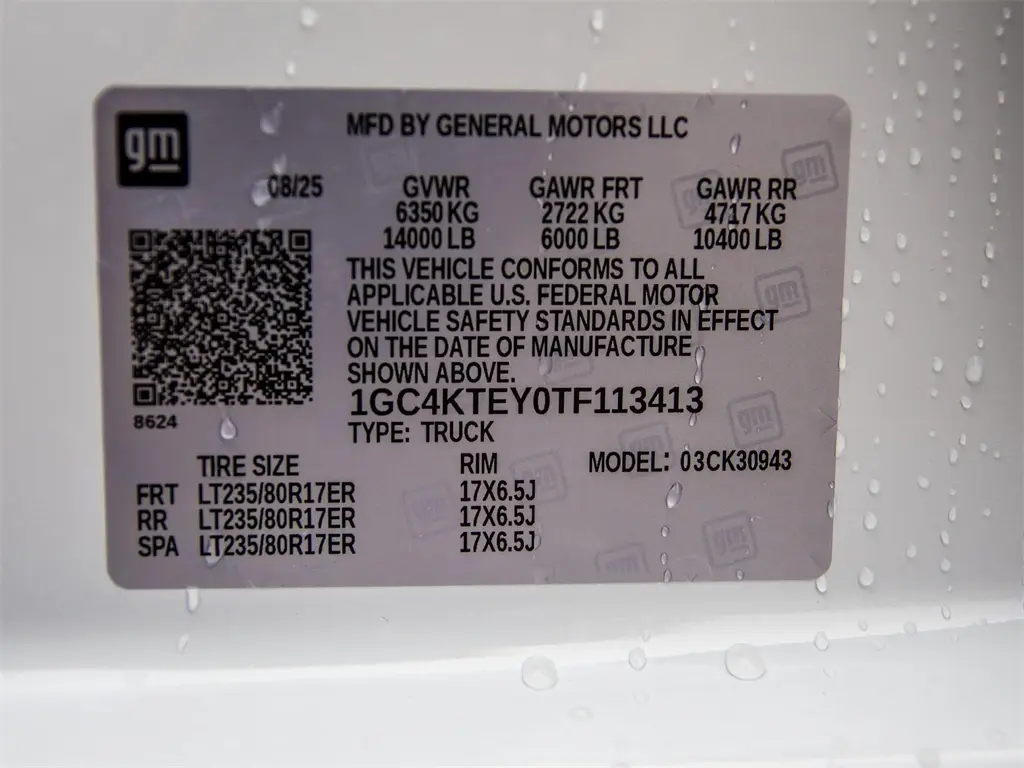 gm
MFD BY GENERAL MOTORS LLC
08/25 GVWR GAWR FRT GAWR RR
6350 KG 2722 KG 4717 KG
14000 LB 6000 LB 10400 LB
THIS VEHICLE CONFORMS TO ALL
APPLICABLE U.S. FEDERAL MOTOR
VEHICLE SAFETY STANDARDS IN EFFECT
ON THE DATE OF MANUFACTURE
SHOWN ABOVE.
1GC4KTEY0TF113413
8624
TYPE: TRUCK
TIRE SIZE RIM MODEL: 03CK30943
FRT LT235/80R17ER 17X6.5J
RR LT235/80R17ER 17X6.5J
SPA LT235/80R17ER 17X6.5J